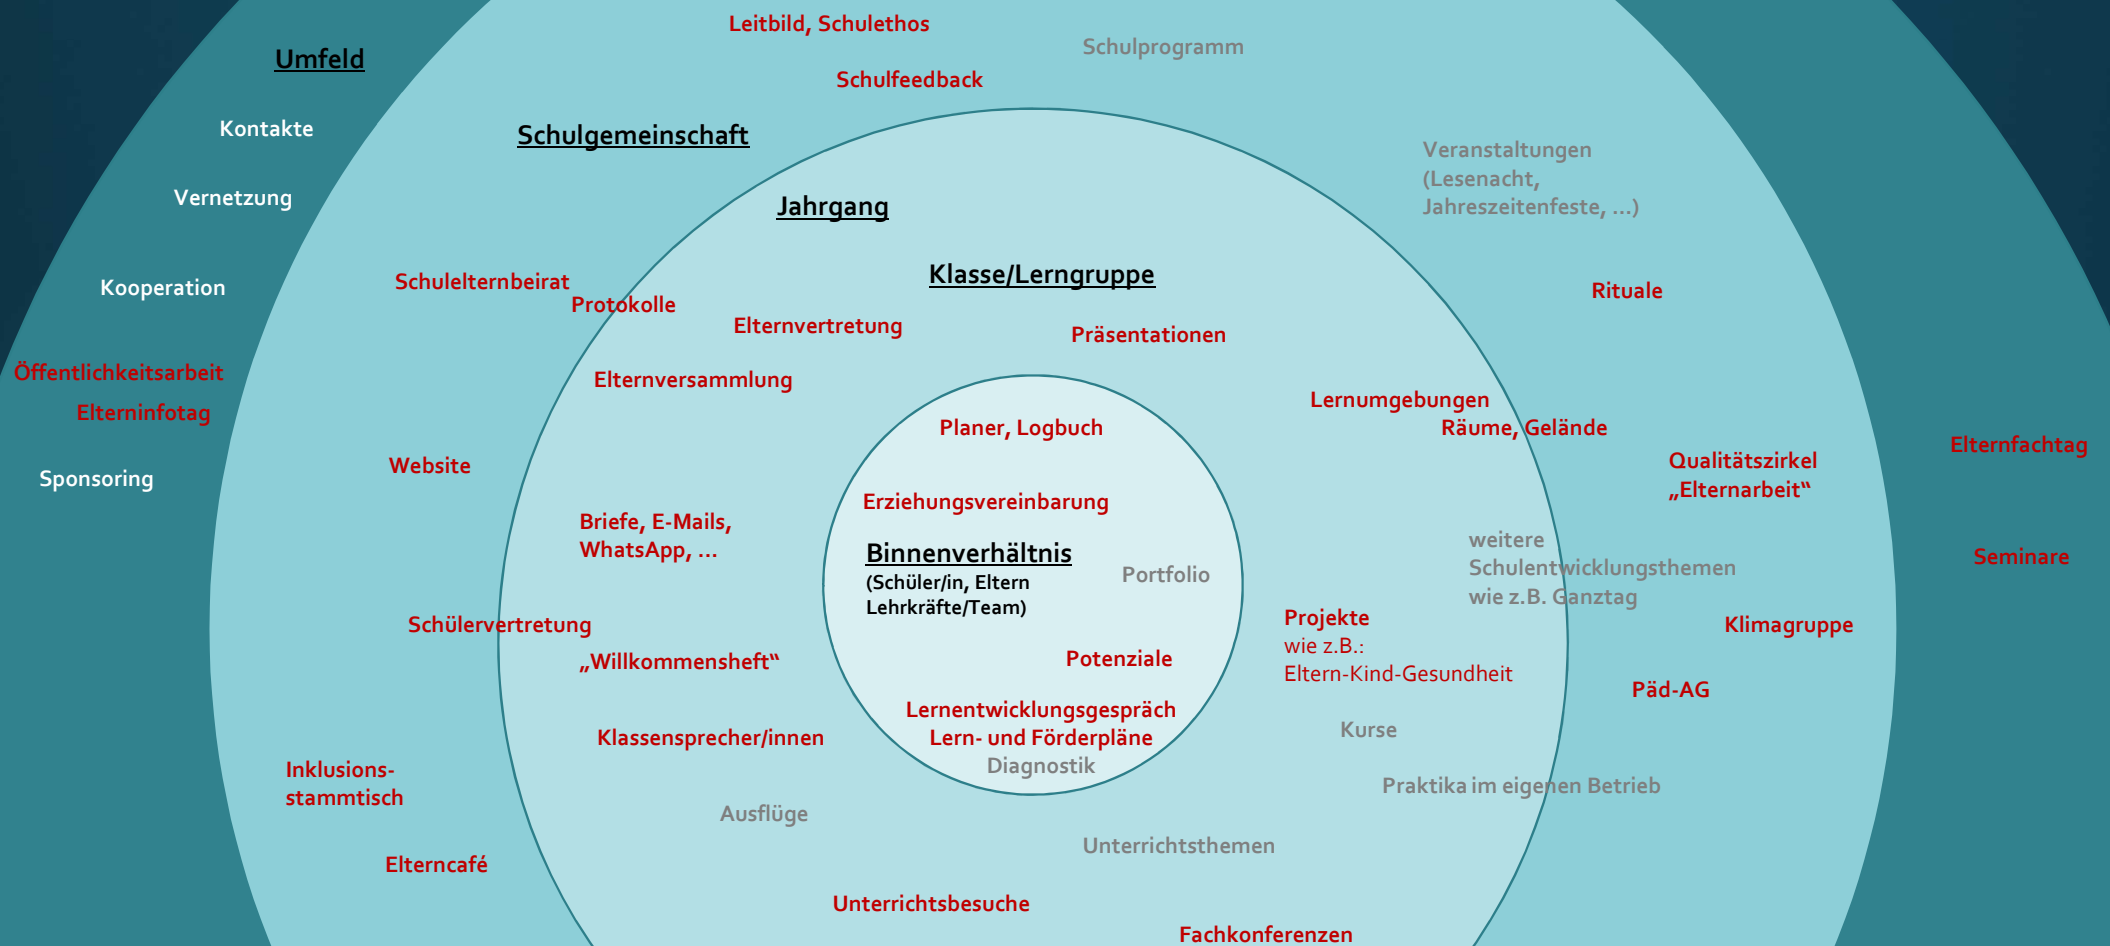 Leitbild, Schulethos
Schulprogramm
Umfeld
Schulfeedback
Kontakte
Schulgemeinschaft
Veranstaltungen
(Lesenacht,
Jahreszeitenfeste, ...)
Vernetzung
Jahrgang
Klasse/Lerngruppe
Schulelternbeirat
Kooperation
Rituale
Protokolle
Elternvertretung
Präsentationen
Öffentlichkeitsarbeit
Elternversammlung
Lernumgebungen
Elterninfotag
Planer, Logbuch
Räume, Gelände
Elternfachtag
Website
Qualitätszirkel
„Elternarbeit“
Sponsoring
Erziehungsvereinbarung
Briefe, E-Mails,
WhatsApp, ...
weitere
Schulentwicklungsthemen
wie z.B. Ganztag
Binnenverhältnis
(Schüler/in, Eltern
Lehrkräfte/Team)
Portfolio
Seminare
Schülervertretung
Projekte
wie z.B.:
Eltern-Kind-Gesundheit
Klimagruppe
„Willkommensheft“
Potenziale
Päd-AG
Lernentwicklungsgespräch
Lern- und Förderpläne
Diagnostik
Klassensprecher/innen
Kurse
Inklusions-
stammtisch
Praktika im eigenen Betrieb
Ausflüge
Unterrichtsthemen
Elterncafé
Unterrichtsbesuche
Fachkonferenzen